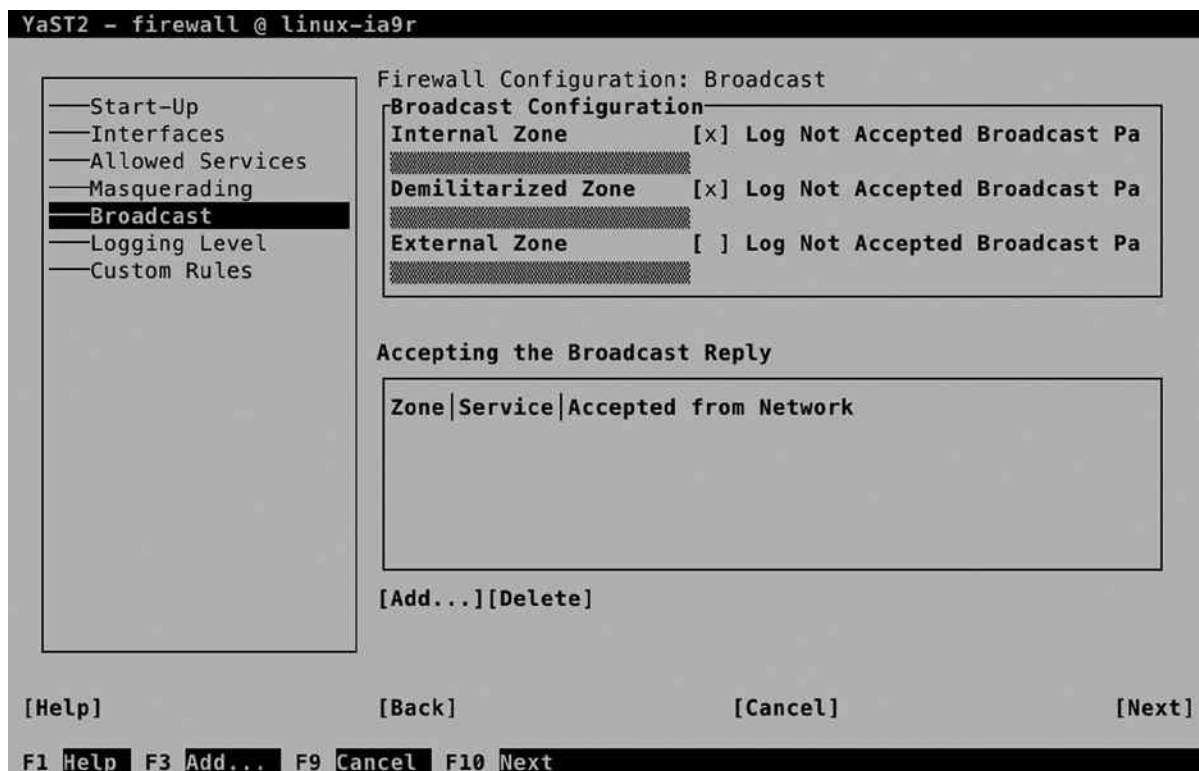 YaST2 – firewall @ linux–ia9r
Start–Up
Interfaces
Allowed Services
Masquerading
Broadcast
Logging Level
Custom Rules
Firewall Configuration: Broadcast
Broadcast Configuration
Internal Zone [x] Log Not Accepted Broadcast Pa
Demilitarized Zone [x] Log Not Accepted Broadcast Pa
External Zone [ ] Log Not Accepted Broadcast Pa
Accepting the Broadcast Reply
Zone|Service|Accepted from Network
[Add...][Delete]
[Help] [Back] [Cancel] [Next]
F1 Help F3 Add... F9 Cancel F10 Next